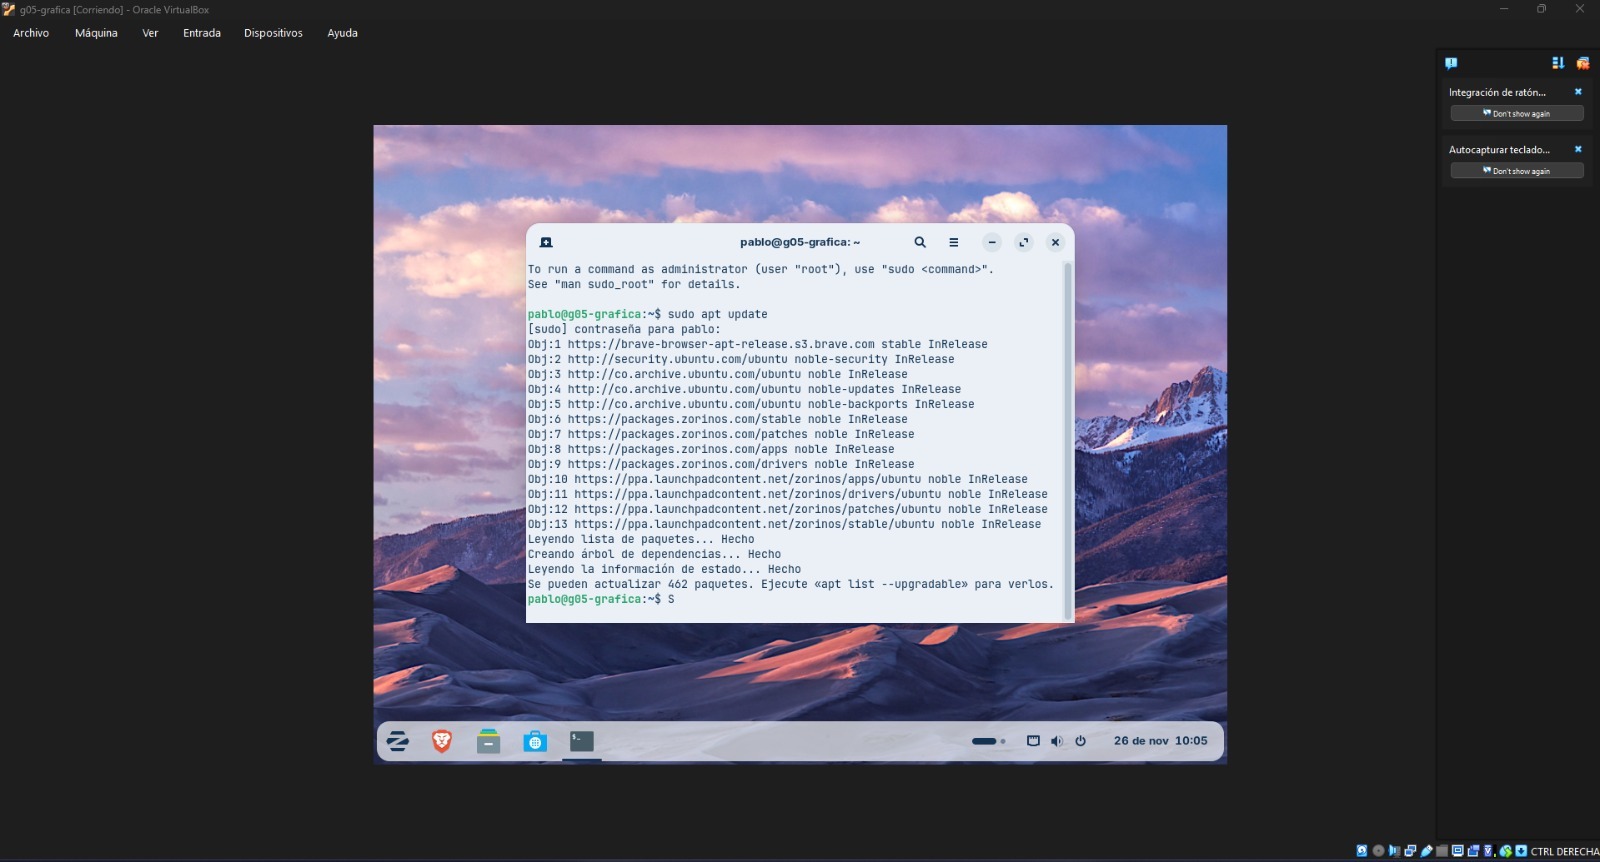 g05-grafica [Corriendo] - Oracle VirtualBox
Archivo Máquina Ver Entrada Dispositivos Ayuda
Integración de ratón...
Don't show again
Autocapturar teclado...
Don't show again
pablo@g05-grafica: ~
To run a command as administrator (user "root"), use "sudo <command>".
See "man sudo_root" for details.
pablo@g05-grafica:~$ sudo apt update
[sudo] contraseña para pablo:
Obj:1 https://brave-browser-apt-release.s3.brave.com stable InRelease
Obj:2 http://security.ubuntu.com/ubuntu noble-security InRelease
Obj:3 http://co.archive.ubuntu.com/ubuntu noble InRelease
Obj:4 http://co.archive.ubuntu.com/ubuntu noble-updates InRelease
Obj:5 http://co.archive.ubuntu.com/ubuntu noble-backports InRelease
Obj:6 https://packages.zorinos.com/stable noble InRelease
Obj:7 https://packages.zorinos.com/patches noble InRelease
Obj:8 https://packages.zorinos.com/apps noble InRelease
Obj:9 https://packages.zorinos.com/drivers noble InRelease
Obj:10 https://ppa.launchpadcontent.net/zorinos/apps/ubuntu noble InRelease
Obj:11 https://ppa.launchpadcontent.net/zorinos/drivers/ubuntu noble InRelease
Obj:12 https://ppa.launchpadcontent.net/zorinos/patches/ubuntu noble InRelease
Obj:13 https://ppa.launchpadcontent.net/zorinos/stable/ubuntu noble InRelease
Leyendo lista de paquetes... Hecho
Creando árbol de dependencias... Hecho
Leyendo la información de estado... Hecho
Se pueden actualizar 462 paquetes. Ejecute «apt list --upgradable» para verlos.
pablo@g05-grafica:~$ S
26 de nov 10:05
CTRL DERECHA